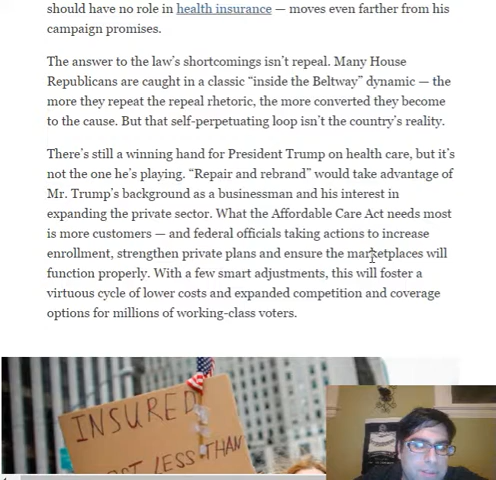 should have no role in health insurance — moves even farther from his
campaign promises.
The answer to the law's shortcomings isn't repeal. Many House
Republicans are caught in a classic “inside the Beltway” dynamic — the
more they repeat the repeal rhetoric, the more converted they become
to the cause. But that self-perpetuating loop isn't the country's reality.
There's still a winning hand for President Trump on health care, but it's
not the one he's playing. “Repair and rebrand” would take advantage of
Mr. Trump's background as a businessman and his interest in
expanding the private sector. What the Affordable Care Act needs most
is more customers — and federal officials taking actions to increase
enrollment, strengthen private plans and ensure the marketplaces will
function properly. With a few smart adjustments, this will foster a
virtuous cycle of lower costs and expanded competition and coverage
options for millions of working-class voters.
INSURED
LESS THAN